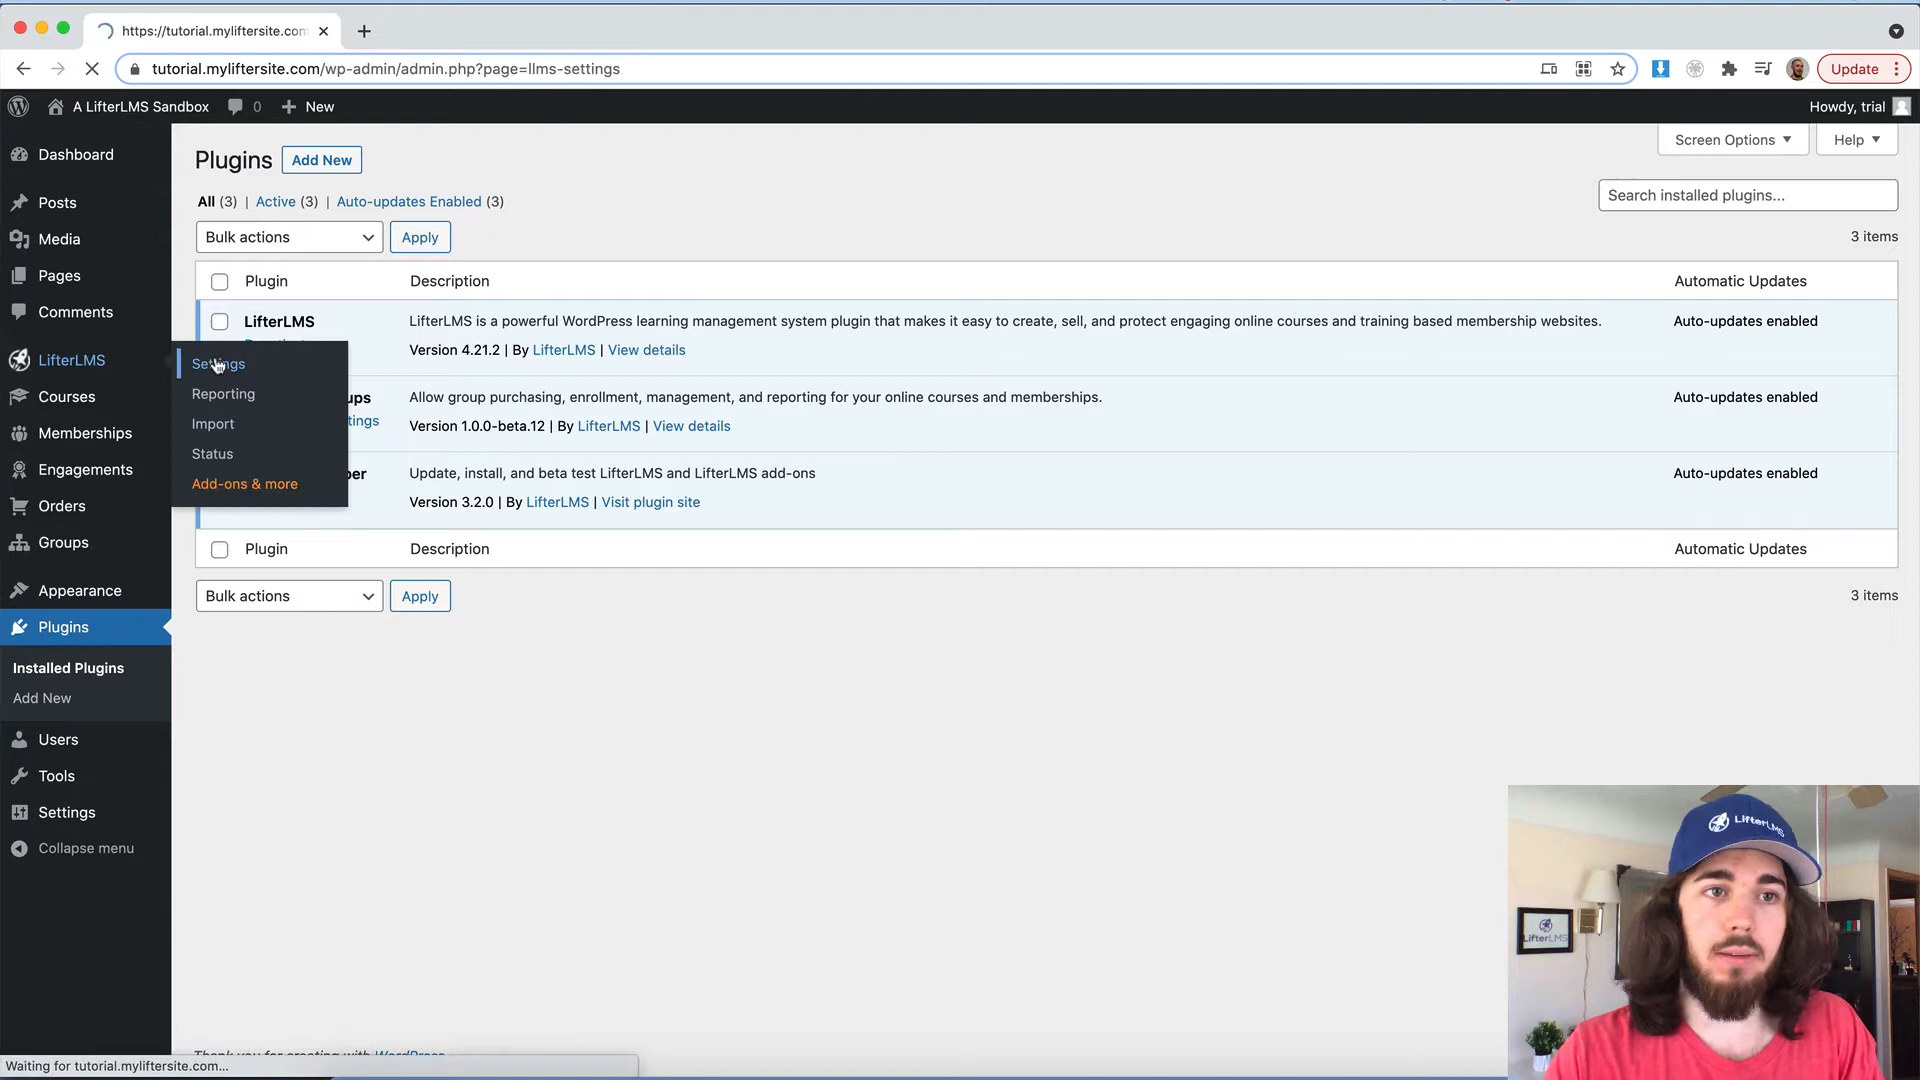 https://tutorial.myliftersite.com
tutorial.myliftersite.com/wp-admin/admin.php?page=llms-settings
Update
A LifterLMS Sandbox
0
New
Howdy, trial
Dashboard
Posts
Media
Pages
Comments
LifterLMS
Courses
Memberships
Engagements
Orders
Groups
Appearance
Plugins
Installed Plugins
Add New
Users
Tools
Settings
Collapse menu
Settings
Reporting
Import
Status
Add-ons & more
Plugins
Add New
Screen Options
Help
All (3) | Active (3) | Auto-updates Enabled (3)
Search installed plugins...
Bulk actions
Apply
3 items
Plugin
Description
Automatic Updates
LifterLMS
LifterLMS is a powerful WordPress learning management system plugin that makes it easy to create, sell, and protect engaging online courses and training based membership websites.
Auto-updates enabled
Version 4.21.2 | By LifterLMS | View details
ups
Allow group purchasing, enrollment, management, and reporting for your online courses and memberships.
Auto-updates enabled
tings
Version 1.0.0-beta.12 | By LifterLMS | View details
per
Update, install, and beta test LifterLMS and LifterLMS add-ons
Auto-updates enabled
Version 3.2.0 | By LifterLMS | Visit plugin site
Plugin
Description
Automatic Updates
Bulk actions
Apply
3 items
Thank you for creating with WordPress
Waiting for tutorial.myliftersite.com...
LifterLMS
LifterLMS